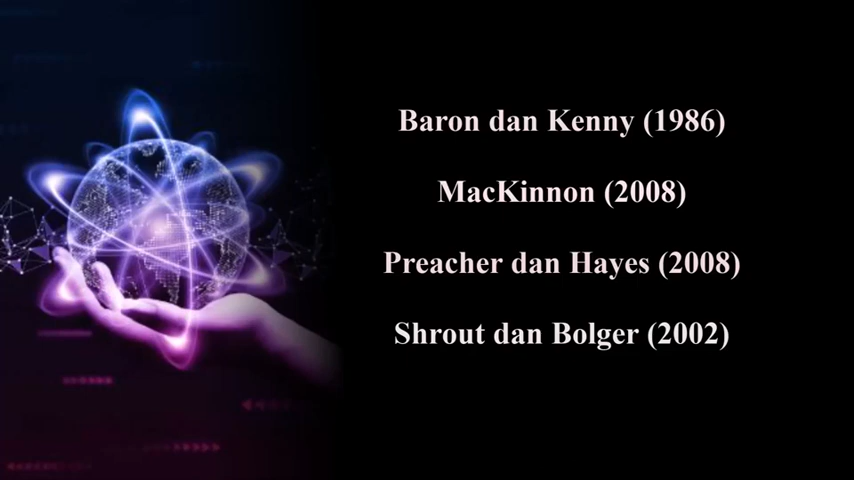 Baron dan Kenny (1986)
MacKinnon (2008)
Preacher dan Hayes (2008)
Shrout dan Bolger (2002)